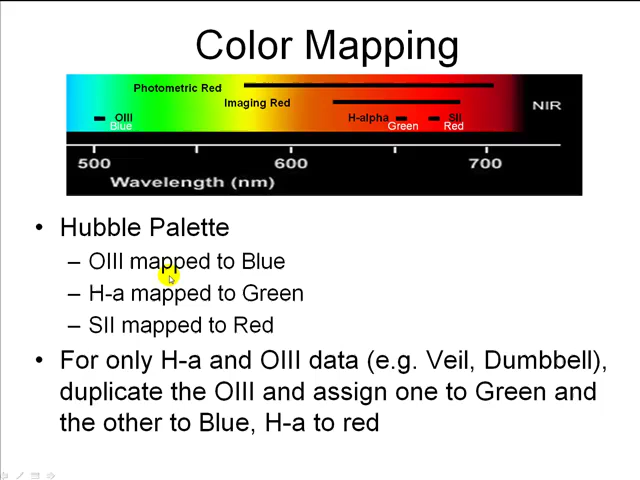 Color Mapping
Photometric Red
Imaging Red
NIR
OIII H-alpha SII
Blue Green Red
500 600 700
Wavelength (nm)
• Hubble Palette
– OIII mapped to Blue
– H-a mapped to Green
– SII mapped to Red
• For only H-a and OIII data (e.g. Veil, Dumbbell),
duplicate the OIII and assign one to Green and
the other to Blue, H-a to red